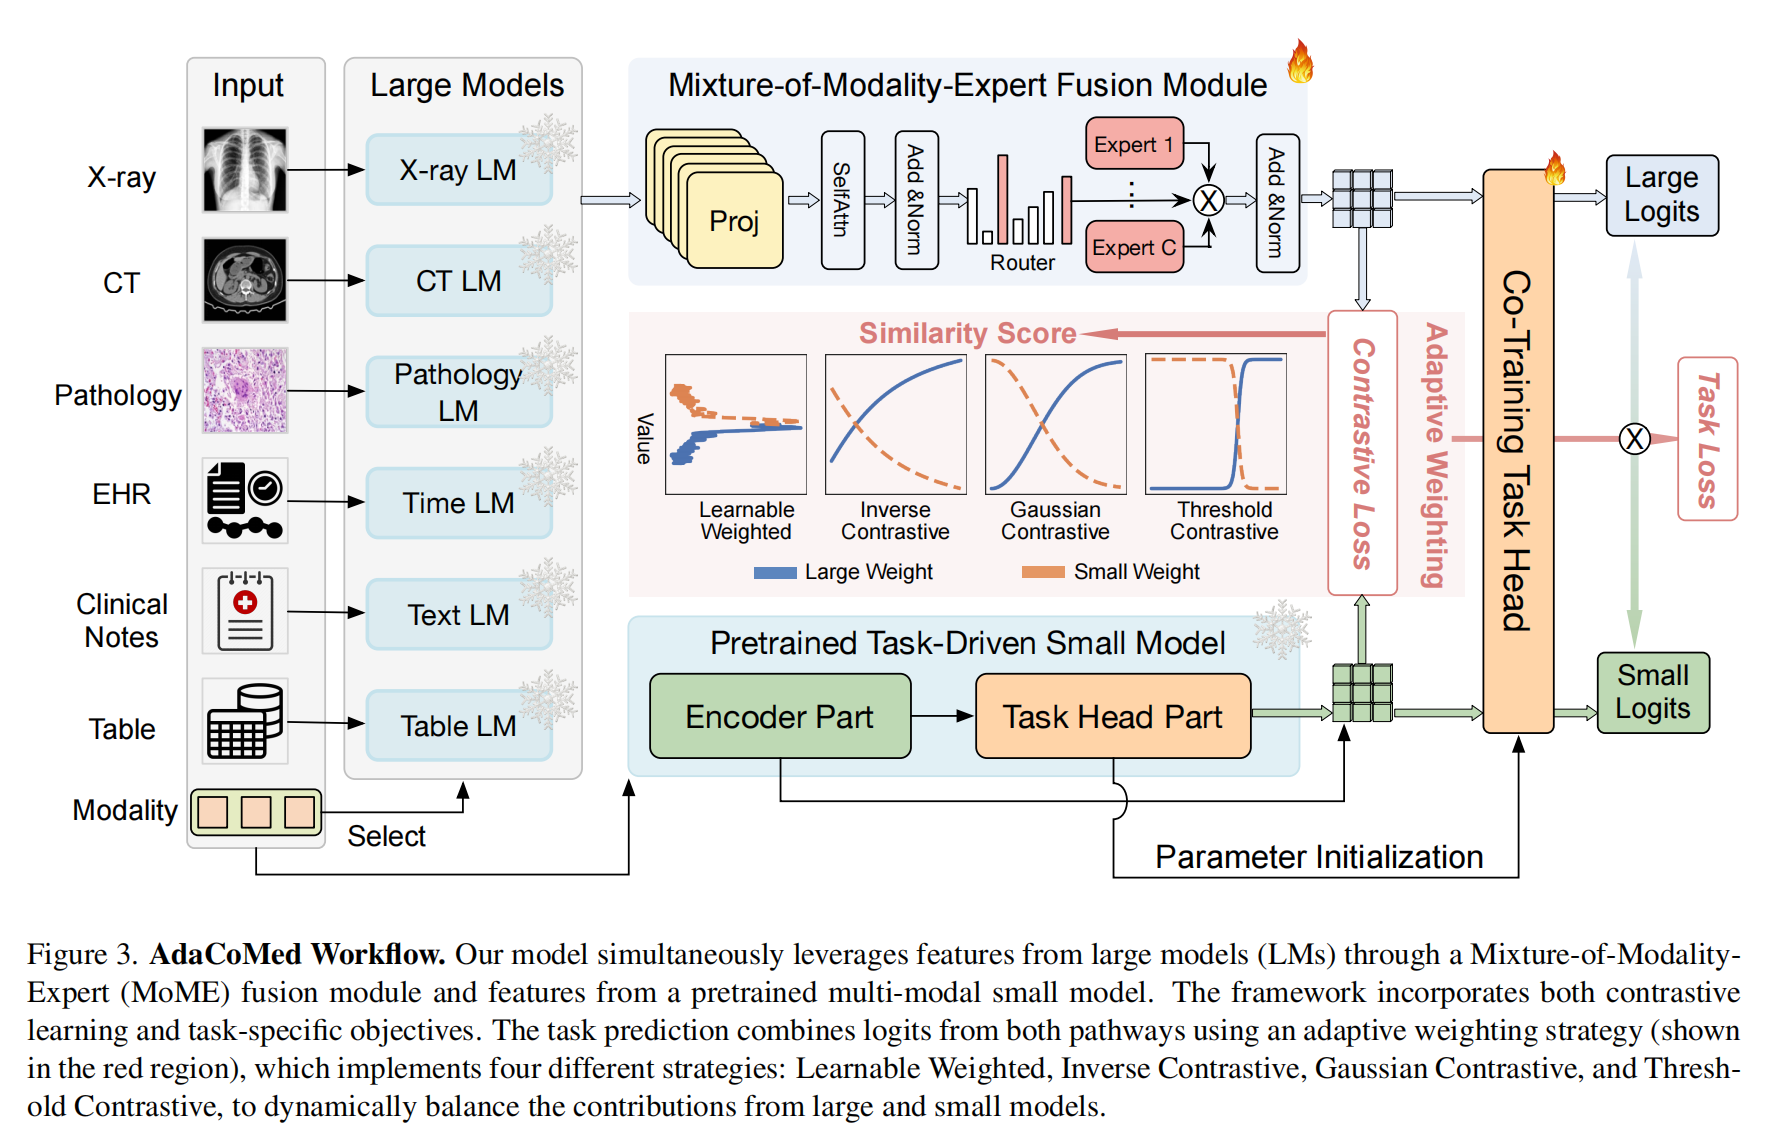 Input
Large Models
Mixture-of-Modality-Expert Fusion Module
X-ray
X-ray LM
CT
CT LM
Pathology
Pathology
LM
EHR
Time LM
Clinical
Notes
Text LM
Table
Table LM
Modality
Select
Proj
SelfAttn
Add &Norm
Router
Expert 1
⋮
Expert C
X
Add &Norm
Similarity Score
Value
Learnable
Weighted
Inverse
Contrastive
Gaussian
Contrastive
Threshold
Contrastive
Large Weight
Small Weight
Contrastive Loss
Adaptive Weighting
Co-Training Task Head
Large
Logits
X
Task Loss
Small
Logits
Pretrained Task-Driven Small Model
Encoder Part
Task Head Part
Parameter Initialization
Figure 3. AdaCoMed Workflow. Our model simultaneously leverages features from large models (LMs) through a Mixture-of-Modality-
Expert (MoME) fusion module and features from a pretrained multi-modal small model. The framework incorporates both contrastive
learning and task-specific objectives. The task prediction combines logits from both pathways using an adaptive weighting strategy (shown
in the red region), which implements four different strategies: Learnable Weighted, Inverse Contrastive, Gaussian Contrastive, and Thresh-
old Contrastive, to dynamically balance the contributions from large and small models.